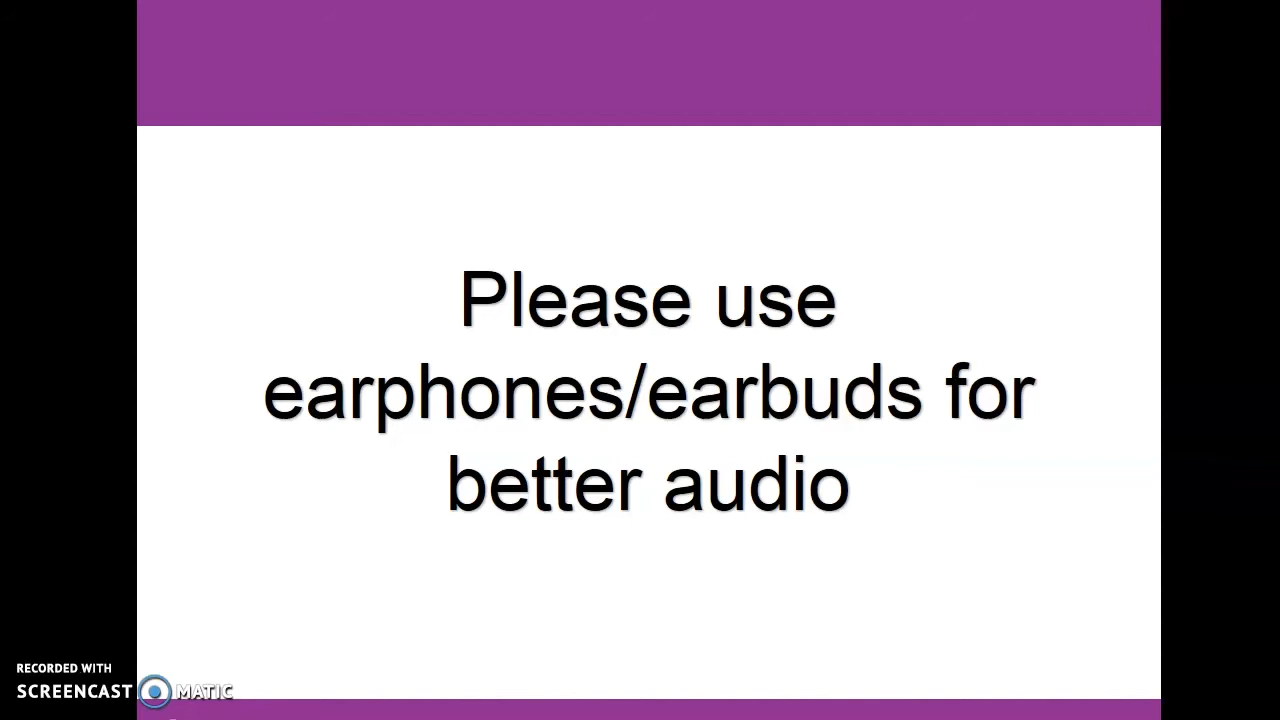 Please use
earphones/earbuds for
better audio
RECORDED WITH
SCREENCAST MATIC